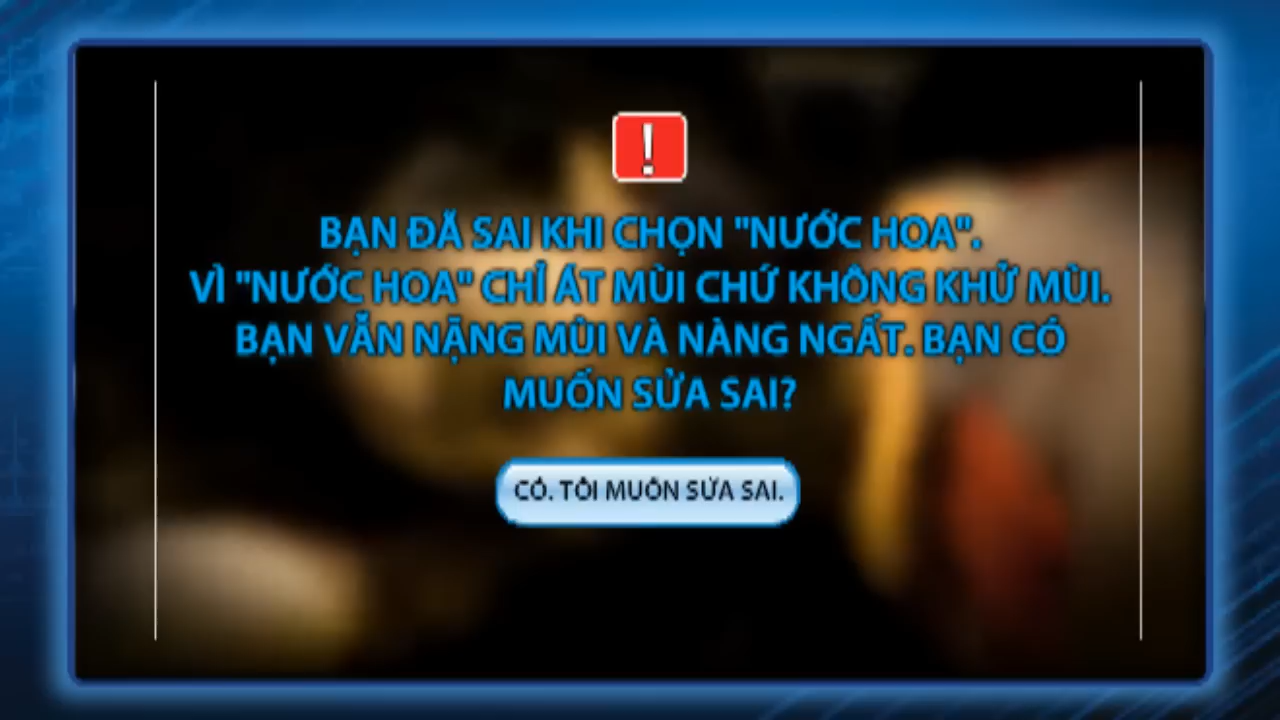 !
BẠN ĐÃ SAI KHI CHỌN "NƯỚC HOA".
VÌ "NƯỚC HOA" CHỈ ÁT MÙI CHỨ KHÔNG KHỬ MÙI.
BẠN VẪN NẶNG MÙI VÀ NÀNG NGẤT. BẠN CÓ
MUỐN SỬA SAI?
CÓ. TÔI MUỐN SỬA SAI.